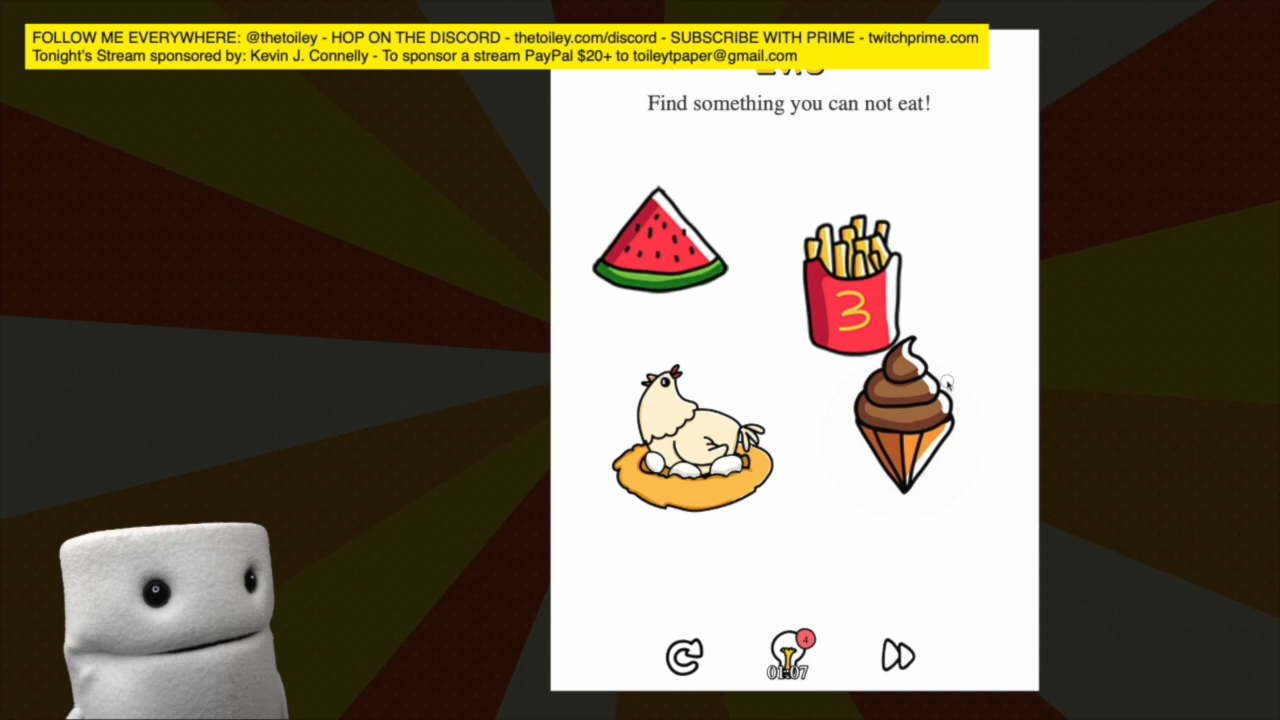 FOLLOW ME EVERYWHERE: @thetoiley - HOP ON THE DISCORD - thetoiley.com/discord - SUBSCRIBE WITH PRIME - twitchprime.com
Tonight's Stream sponsored by: Kevin J. Connelly - To sponsor a stream PayPal $20+ to toileytpaper@gmail.com
Find something you can not eat!
3
4
01:07